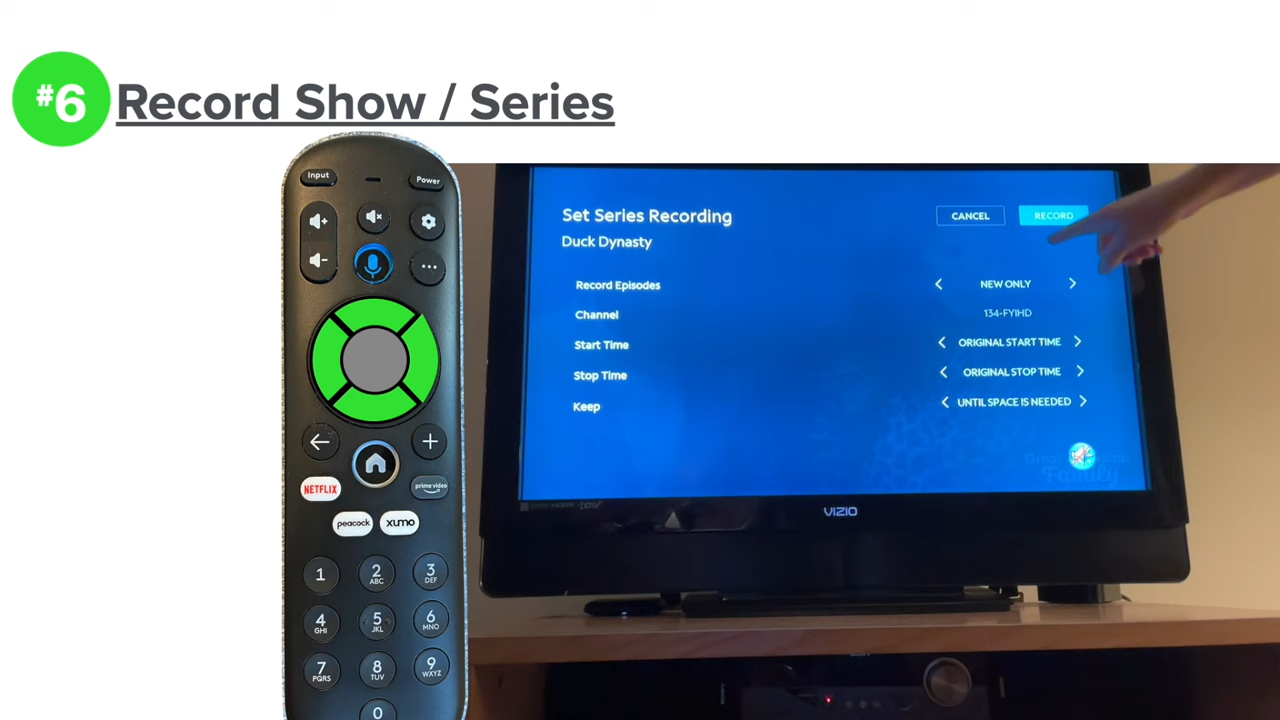 #6 Record Show / Series
Input
Power
Set Series Recording
CANCEL
RECORD
Duck Dynasty
Record Episodes
NEW ONLY
Channel
134-FYIHD
Start Time
ORIGINAL START TIME
Stop Time
ORIGINAL STOP TIME
Keep
UNTIL SPACE IS NEEDED
Family
VIZIO
NETFLIX
prime video
peacock
xumo
1
2 ABC
3 DEF
4 GHI
5 JKL
6 MNO
7 PQRS
8 TUV
9 WXYZ
0